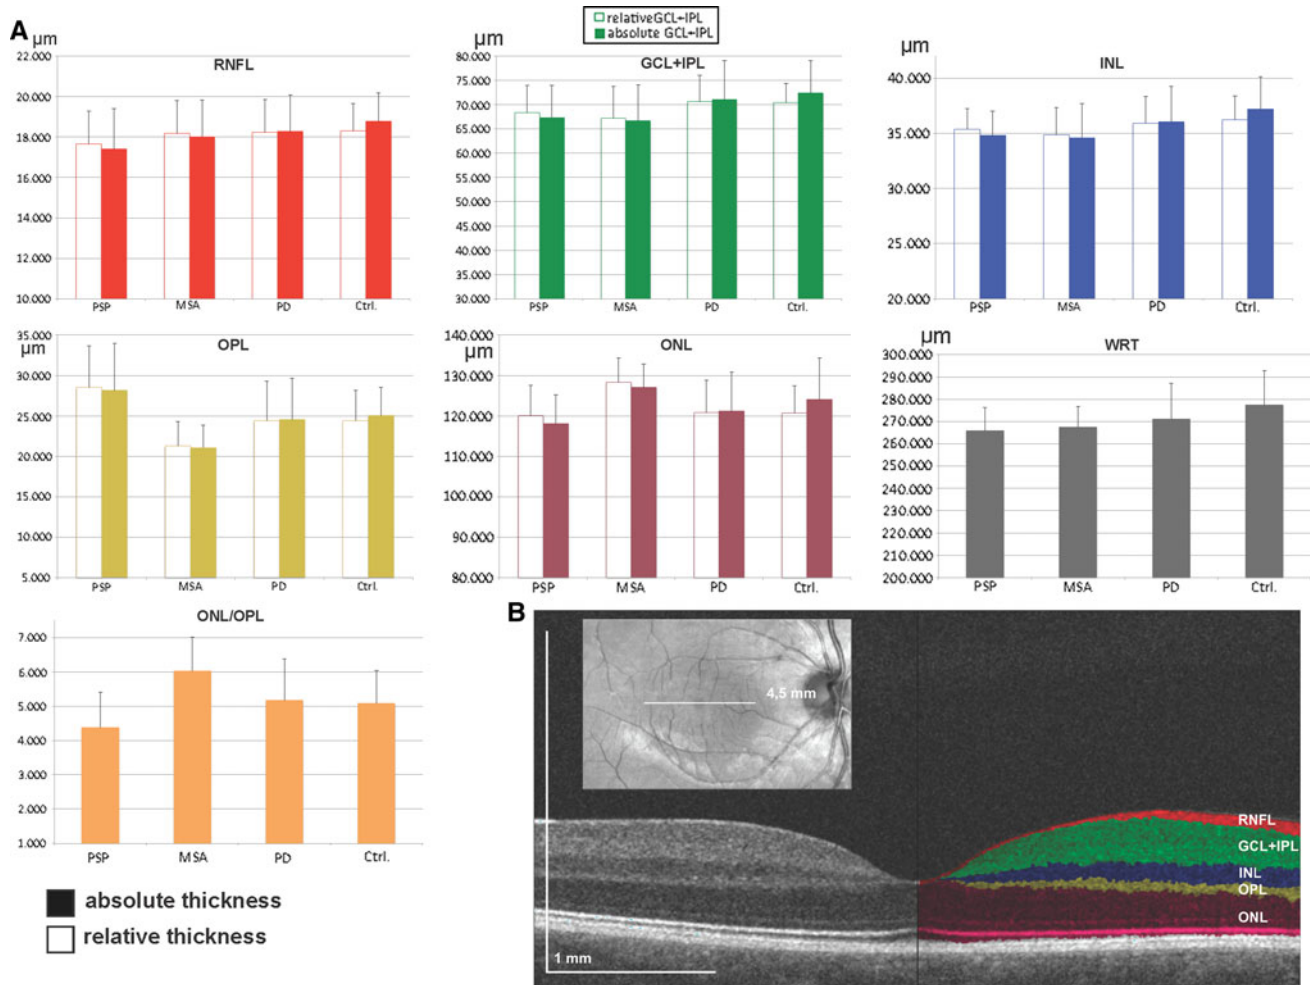 A
relativeGCL+IPL
absolute GCL+IPL
µm
RNFL
22.000
20.000
18.000
16.000
14.000
12.000
10.000
PSP MSA PD Ctrl.
µm
GCL+IPL
80.000
75.000
70.000
65.000
60.000
55.000
50.000
45.000
40.000
35.000
30.000
PSP MSA PD Ctrl.
µm
INL
40.000
35.000
30.000
25.000
20.000
PSP MSA PD Ctrl.
µm
OPL
35.000
30.000
25.000
20.000
15.000
10.000
5.000
PSP MSA PD Ctrl.
µm
ONL
140.000
130.000
120.000
110.000
100.000
90.000
80.000
PSP MSA PD Ctrl.
µm
WRT
300.000
290.000
280.000
270.000
260.000
250.000
240.000
230.000
220.000
210.000
200.000
PSP MSA PD Ctrl.
ONL/OPL
7.000
6.000
5.000
4.000
3.000
2.000
1.000
PSP MSA PD Ctrl.
absolute thickness
relative thickness
B
4,5 mm
RNFL
GCL+IPL
INL
OPL
ONL
1 mm